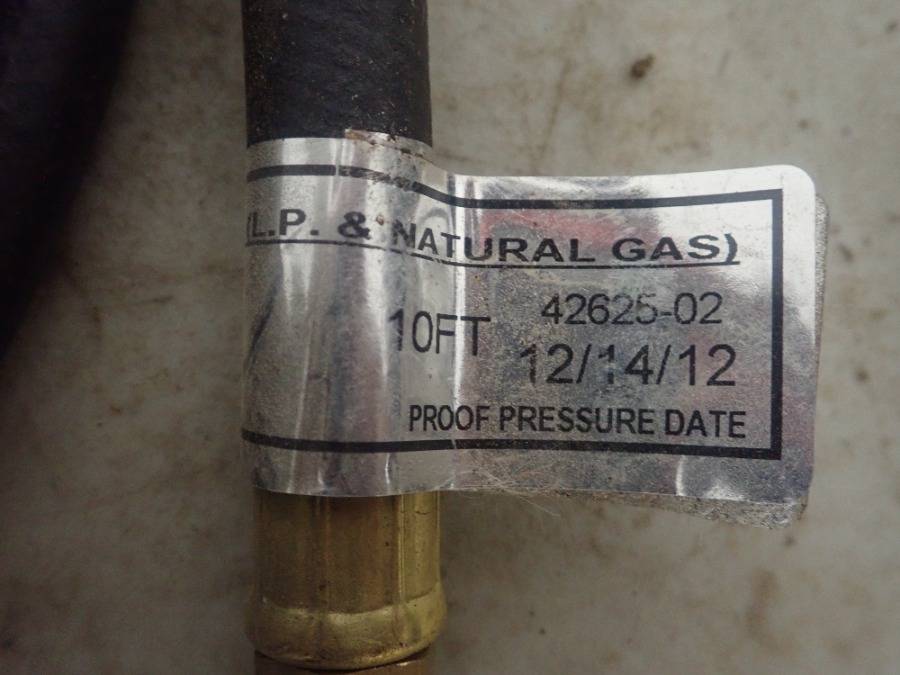 (L.P. & NATURAL GAS)
10FT 42625-02
12/14/12
PROOF PRESSURE DATE